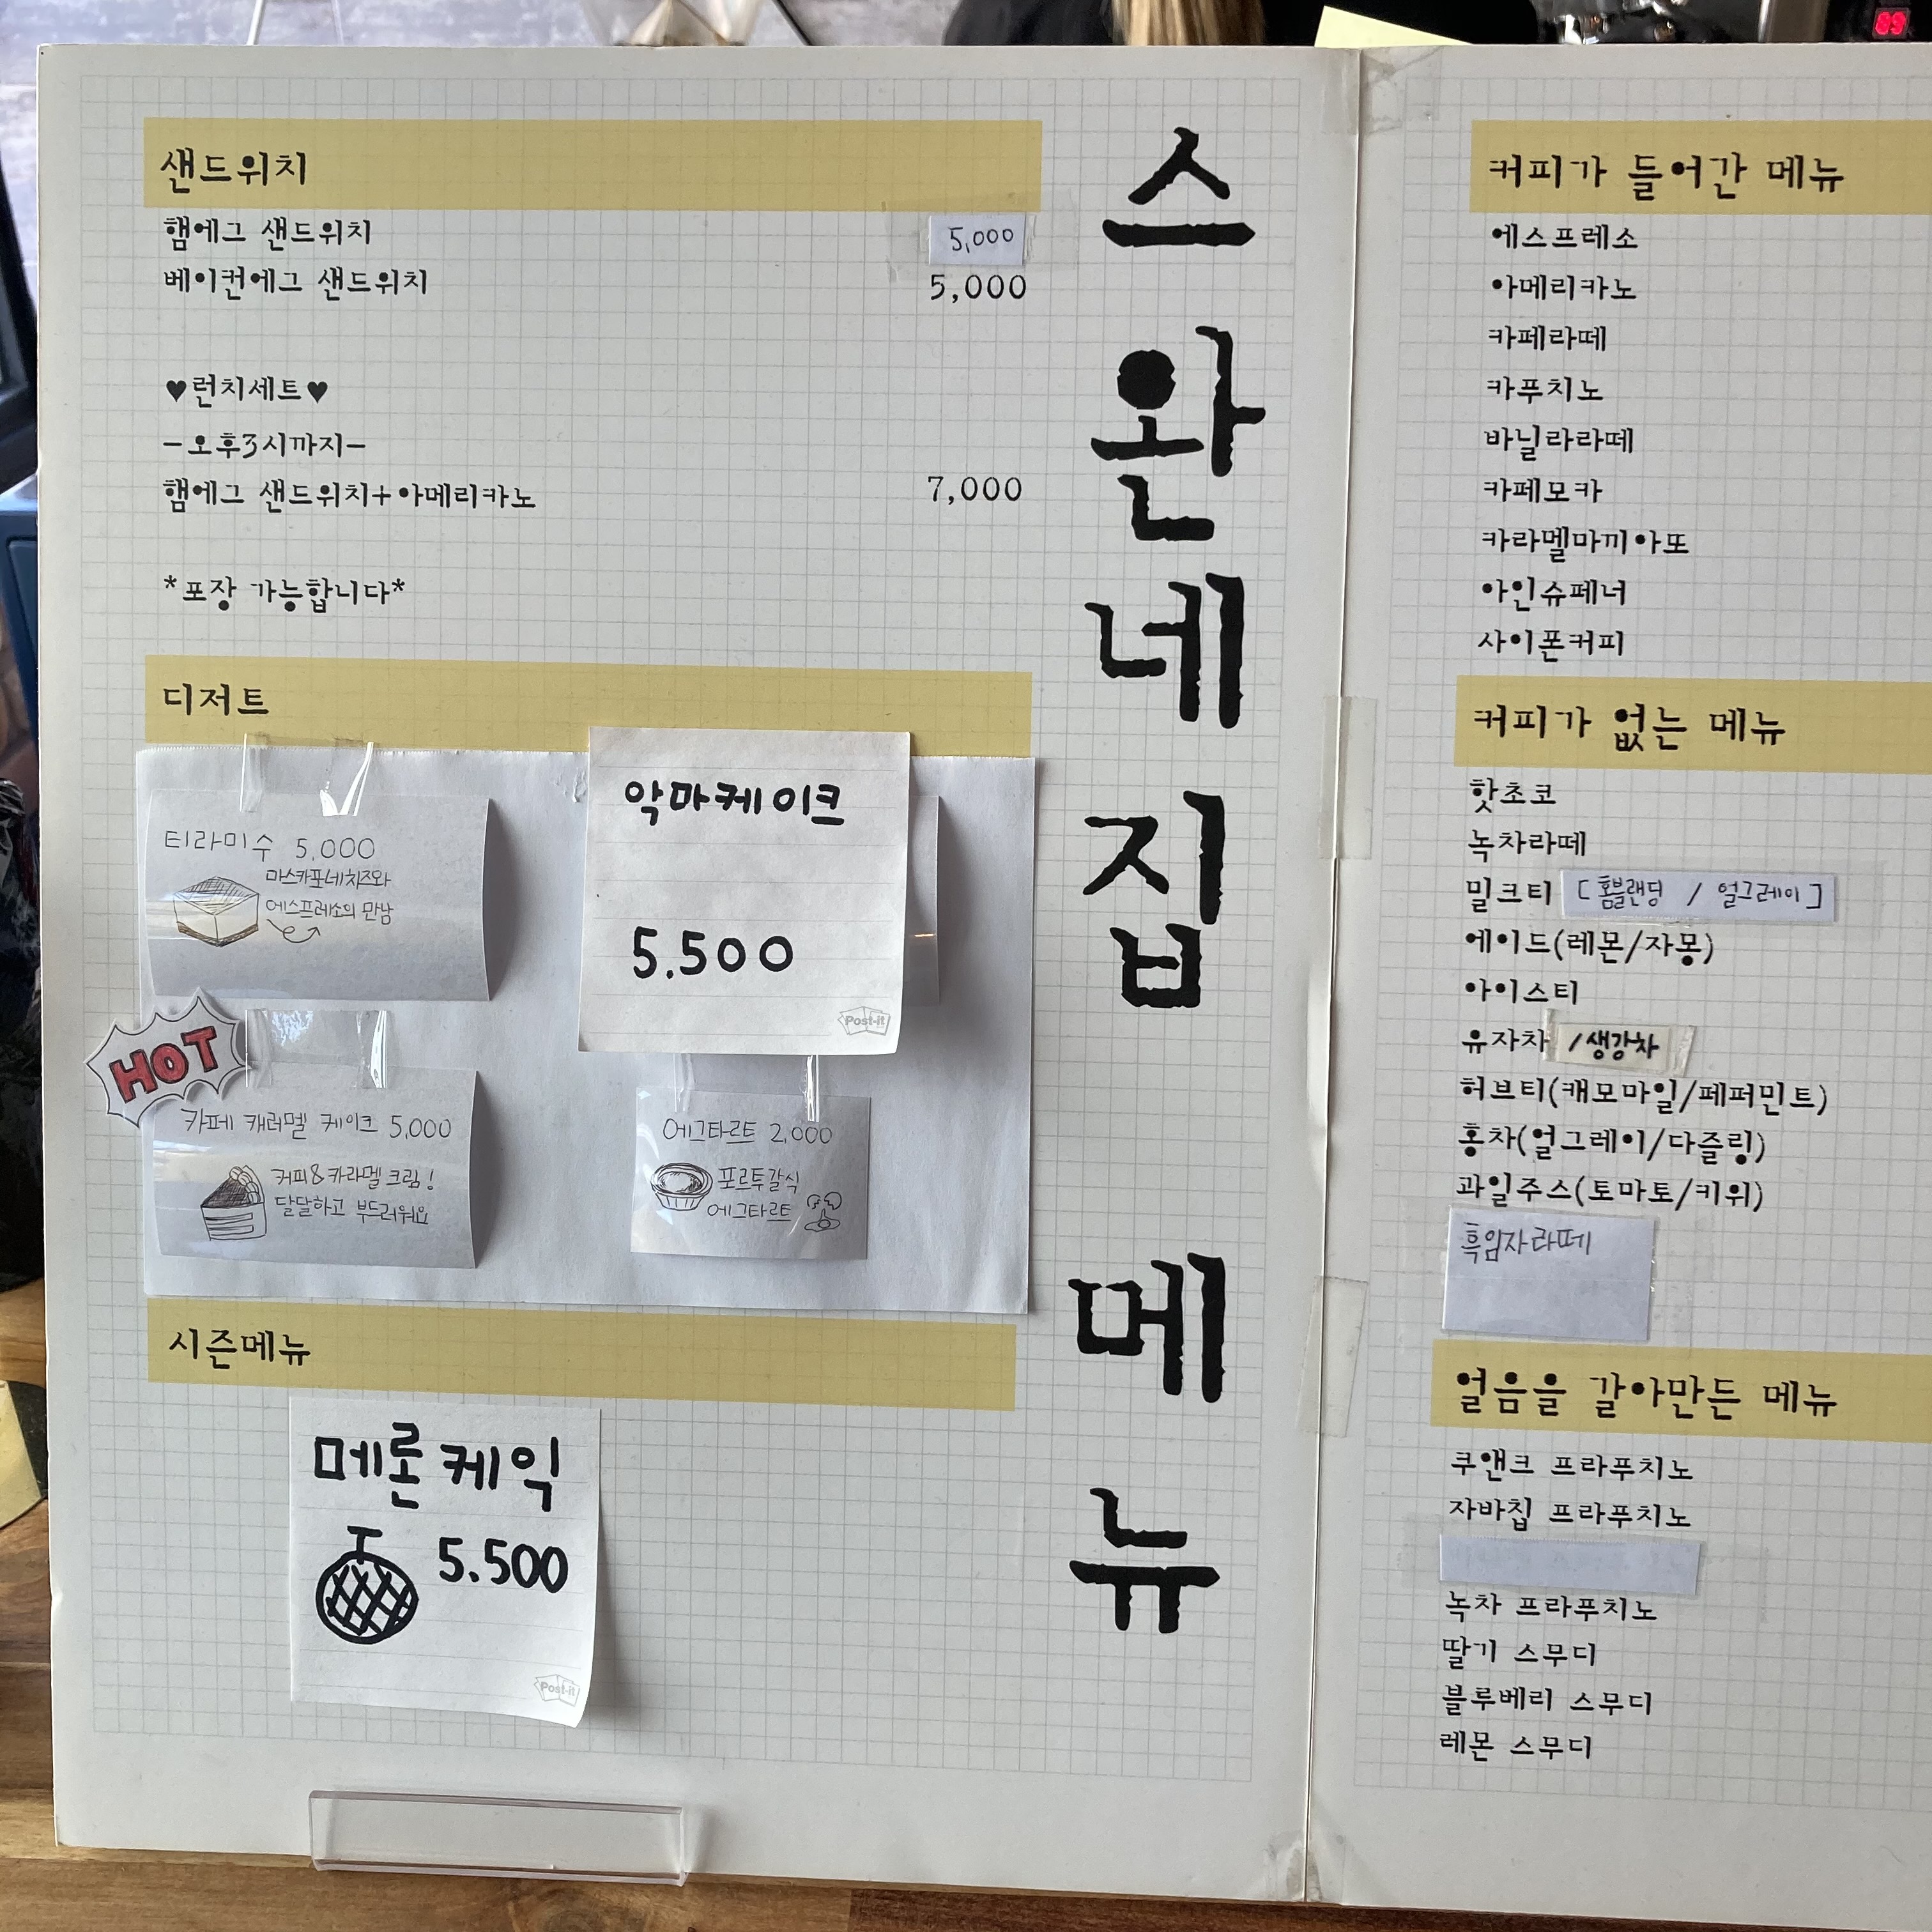 샌드위치
햄에그 샌드위치 5,000
베이컨에그 샌드위치 5,000
♥런치세트♥
-오후3시까지-
햄에그 샌드위치+아메리카노 7,000
*포장 가능합니다*
디저트
티라미수 5,000
마스카포네치즈와
에스프레소의 만남
악마케이크
5.500
Post-it
HOT
카페 캐러멜 케이크 5,000
커피&카라멜 크림!
달달하고 부드러워요
에그타르트 2,000
포르투갈식
에그타르트
시즌메뉴
메론케익
5.500
Post-it
스완네집 메뉴
커피가 들어간 메뉴
에스프레소
아메리카노
카페라떼
카푸치노
바닐라라떼
카페모카
카라멜마끼아또
아인슈페너
사이폰커피
커피가 없는 메뉴
핫초코
녹차라떼
밀크티 [홈블랜딩 / 얼그레이]
에이드(레몬/자몽)
아이스티
유자차 /생강차
허브티(캐모마일/페퍼민트)
홍차(얼그레이/다즐링)
과일주스(토마토/키위)
흑임자라떼
얼음을 갈아만든 메뉴
쿠앤크 프라푸치노
자바칩 프라푸치노
녹차 프라푸치노
딸기 스무디
블루베리 스무디
레몬 스무디
89